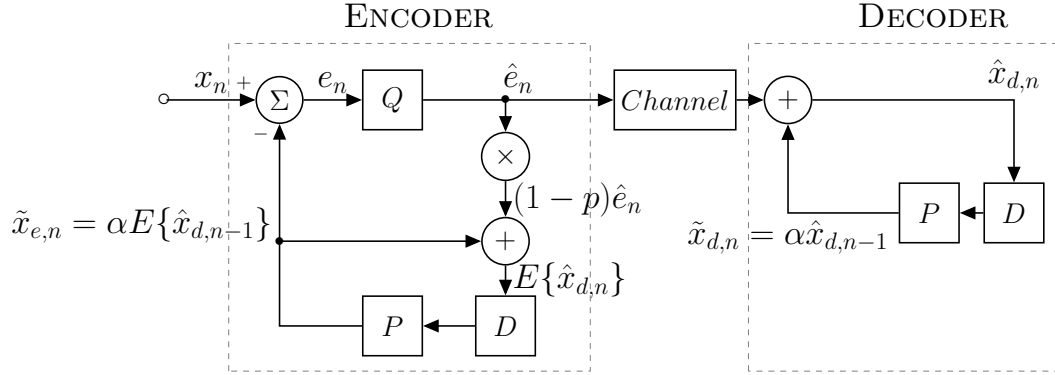 ENCODER
DECODER
x_n + Σ e_n Q ê_n Channel + x̂_{d,n}
−
×
(1 − p)ê_n
x̃_{e,n} = αE{x̂_{d,n−1}}
+
E{x̂_{d,n}}
P D
x̃_{d,n} = αx̂_{d,n−1}
P D